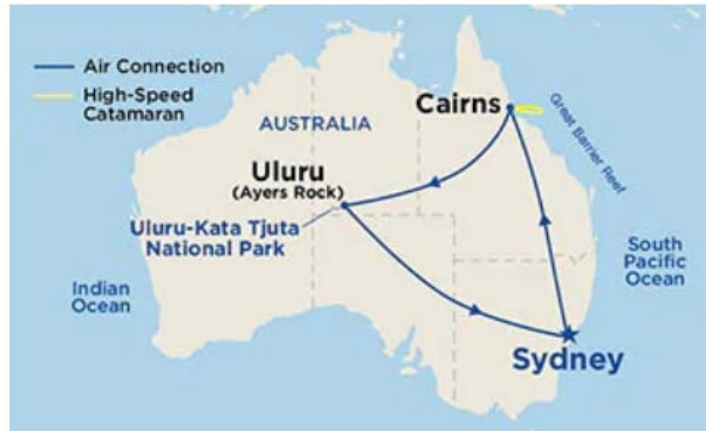 Air Connection
High-Speed
Catamaran
AUSTRALIA
Cairns
Great Barrier Reef
Uluru
(Ayers Rock)
Uluru-Kata Tjuta
National Park
Indian
Ocean
South
Pacific
Ocean
Sydney